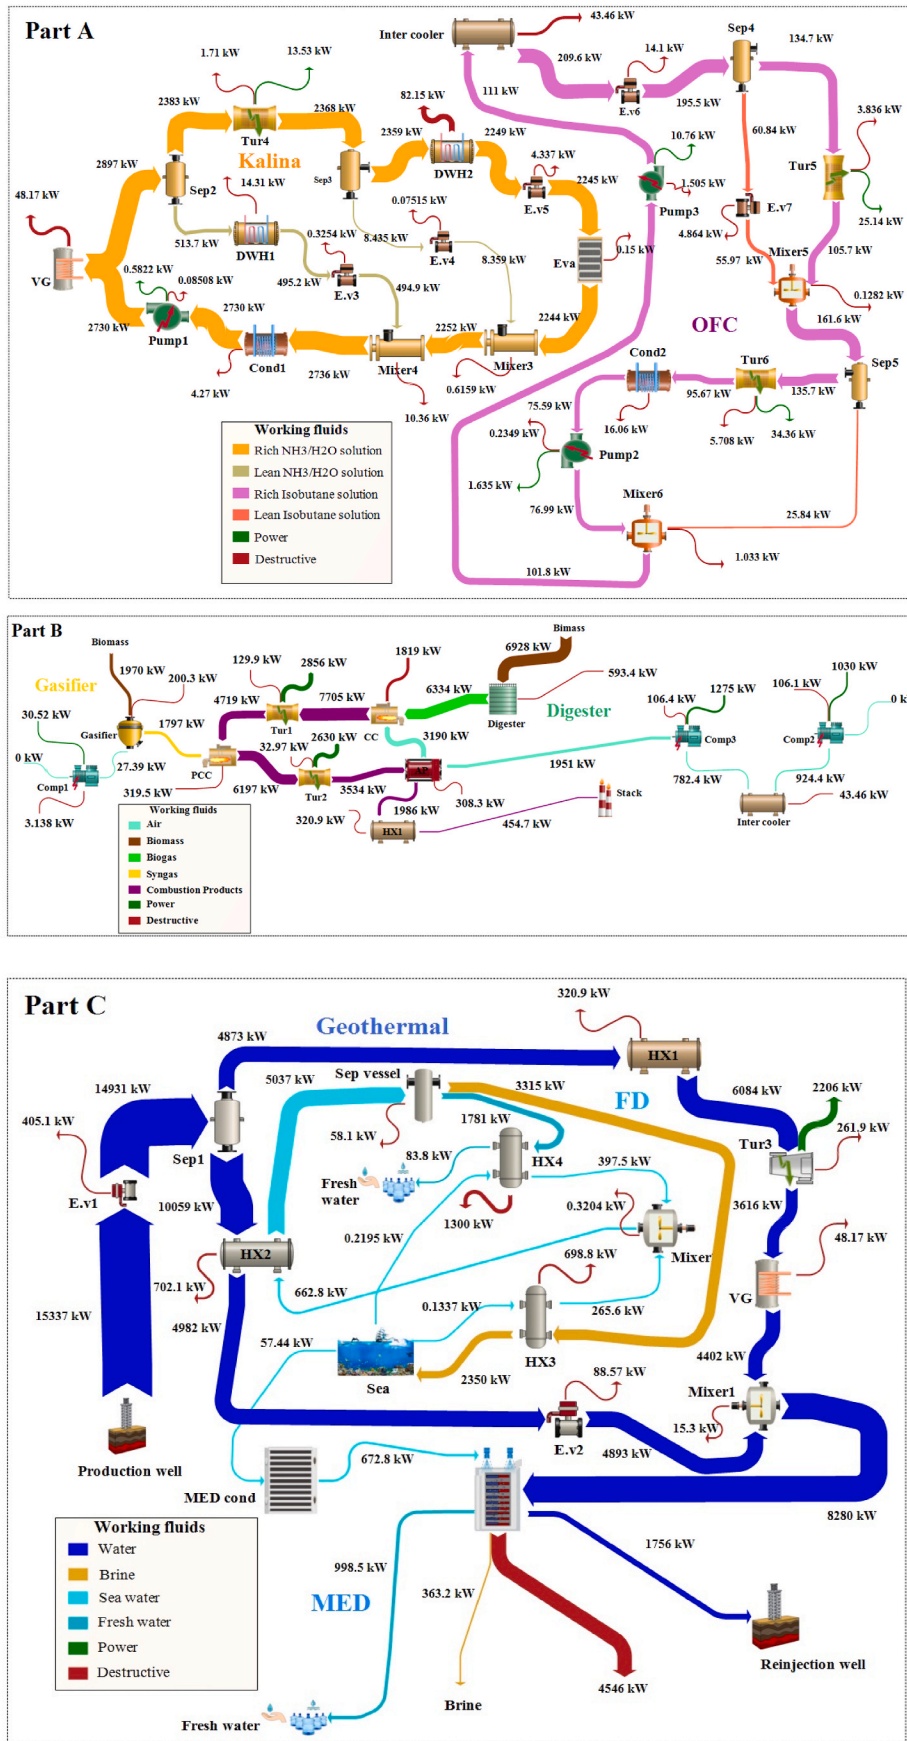 Part A
Inter cooler
43.46 kW
209.6 kW
14.1 kW
E.v6
195.5 kW
Sep4
134.7 kW
1.71 kW
13.53 kW
2383 kW
Tur4
2368 kW
Kalina
2897 kW
Sep2
14.31 kW
82.15 kW
2359 kW
Sep3
DWH2
2249 kW
4.337 kW
E.v5
2245 kW
111 kW
10.76 kW
Pump3
1.505 kW
60.84 kW
3.836 kW
Tur5
25.14 kW
E.v7
4.864 kW
48.17 kW
VG
513.7 kW
DWH1
495.2 kW
0.3254 kW
E.v3
494.9 kW
0.07515 kW
8.435 kW
E.v4
8.359 kW
Eva
0.15 kW
2244 kW
55.97 kW
Mixer5
105.7 kW
0.1282 kW
161.6 kW
0.5822 kW
0.08508 kW
2730 kW
2730 kW
Pump1
Cond1
4.27 kW
2736 kW
Mixer4
2252 kW
Mixer3
0.6159 kW
10.36 kW
OFC
Cond2
16.06 kW
95.67 kW
Tur6
5.708 kW
34.36 kW
135.7 kW
Sep5
75.59 kW
0.2349 kW
Pump2
1.635 kW
76.99 kW
Mixer6
25.84 kW
1.033 kW
101.8 kW
Working fluids
Rich NH3/H2O solution
Lean NH3/H2O solution
Rich Isobutane solution
Lean Isobutane solution
Power
Destructive
Part B
Biomass
1970 kW
200.3 kW
Gasifier
30.52 kW
Gasifier
1797 kW
0 kW
Comp1
27.39 kW
3.138 kW
PCC
319.5 kW
4719 kW
129.9 kW
2856 kW
Tur1
7705 kW
CC
1819 kW
6334 kW
Bimass
6928 kW
593.4 kW
Digester
Digester
32.97 kW
2630 kW
6197 kW
Tur2
3534 kW
3190 kW
AP
308.3 kW
1986 kW
320.9 kW
HX1
454.7 kW
Stack
1951 kW
106.4 kW
1275 kW
Comp3
782.4 kW
106.1 kW
1030 kW
Comp2
0 k
924.4 kW
Inter cooler
43.46 kW
Working fluids
Air
Biomass
Biogas
Syngas
Combustion Products
Power
Destructive
Part C
320.9 kW
Geothermal
4873 kW
HX1
14931 kW
405.1 kW
Sep1
E.v1
10059 kW
5037 kW
Sep vessel
3315 kW
FD
6084 kW
2206 kW
Tur3
261.9 kW
1781 kW
58.1 kW
83.8 kW
HX4
Fresh
water
1300 kW
397.5 kW
0.3204 kW
Mixer
3616 kW
48.17 kW
VG
0.2195 kW
HX2
702.1 kW
662.8 kW
698.8 kW
265.6 kW
15337 kW
4982 kW
57.44 kW
0.1337 kW
HX3
Sea
2350 kW
4402 kW
Mixer1
15.3 kW
88.57 kW
E.v2
4893 kW
8280 kW
Production well
MED cond
672.8 kW
Working fluids
Water
Brine
Sea water
Fresh water
Power
Destructive
998.5 kW
MED
363.2 kW
1756 kW
Reinjection well
4546 kW
Brine
Fresh water